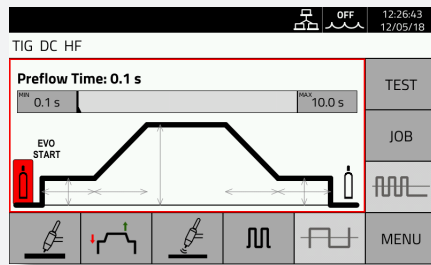 OFF
12:26:43
12/05/18
TIG DC HF
Preflow Time: 0.1 s
MIN 0.1 s
MAX 10.0 s
EVO
START
TEST
JOB
MENU